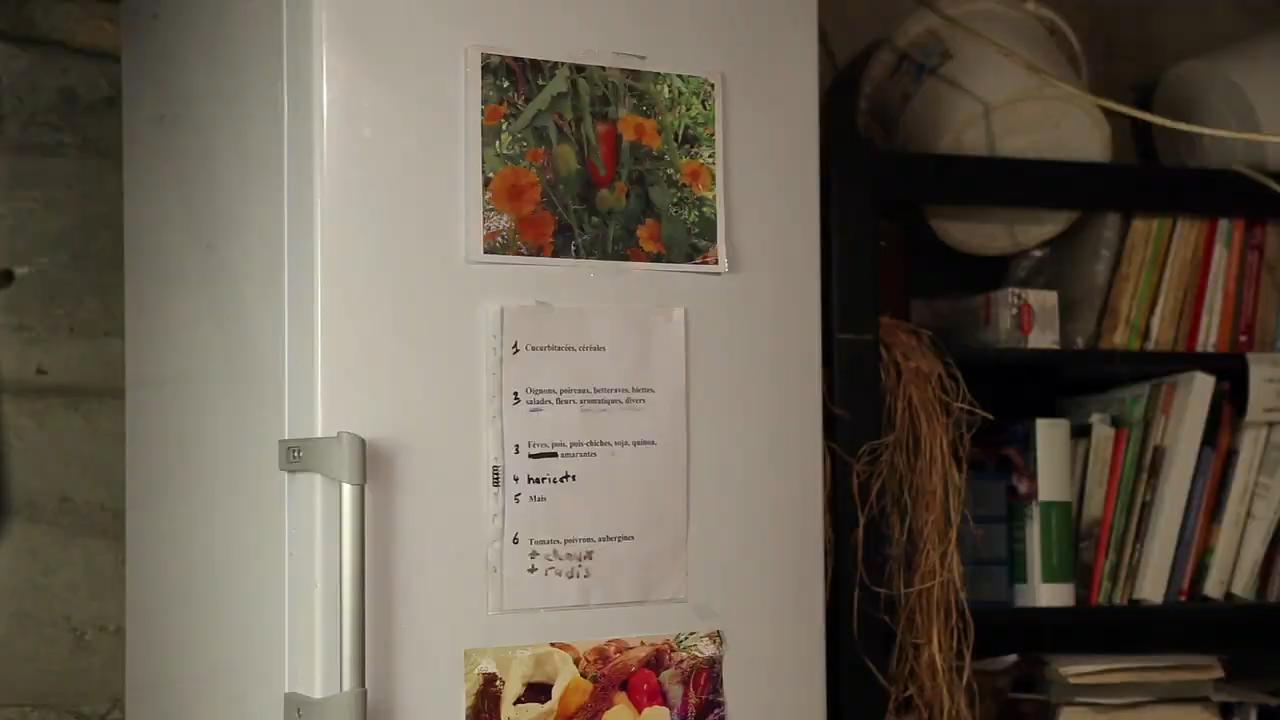 1 Cucurbitacées, céréales
3 Oignons, poireaux, betteraves, blettes,
salades, fleurs. aromatiques, divers
3 Fèves, pois, pois-chiches, soja, quinoa,
amarantes
4 haricots
5 Maïs
6 Tomates, poivrons, aubergines
+ choux
+ radis